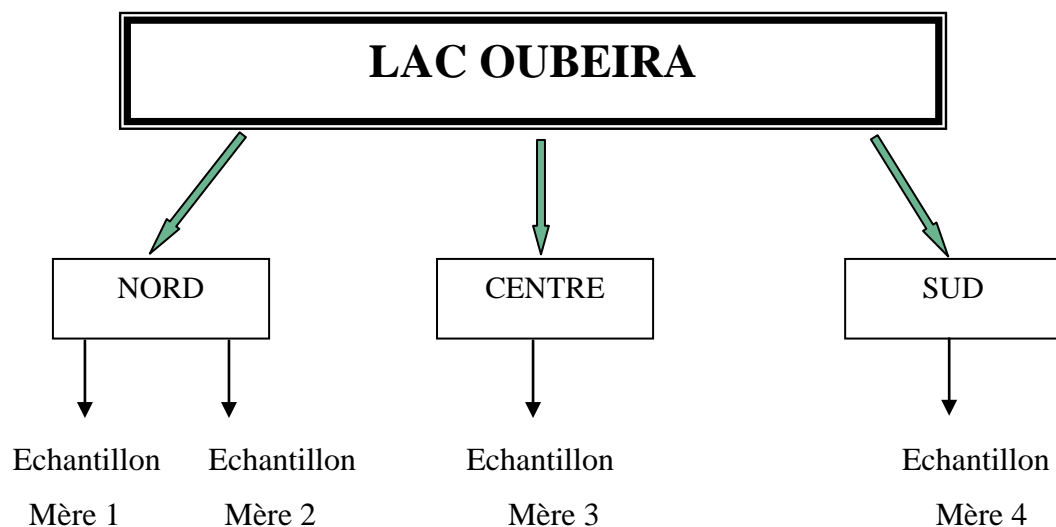 LAC OUBEIRA
NORD CENTRE SUD
Echantillon Echantillon Echantillon Echantillon
Mère 1 Mère 2 Mère 3 Mère 4